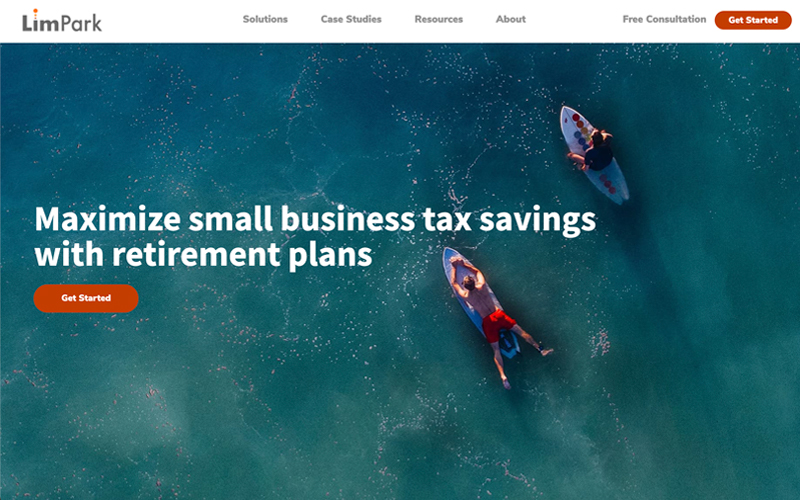 LimPark
Solutions
Case Studies
Resources
About
Free Consultation
Get Started
Maximize small business tax savings
with retirement plans
Get Started